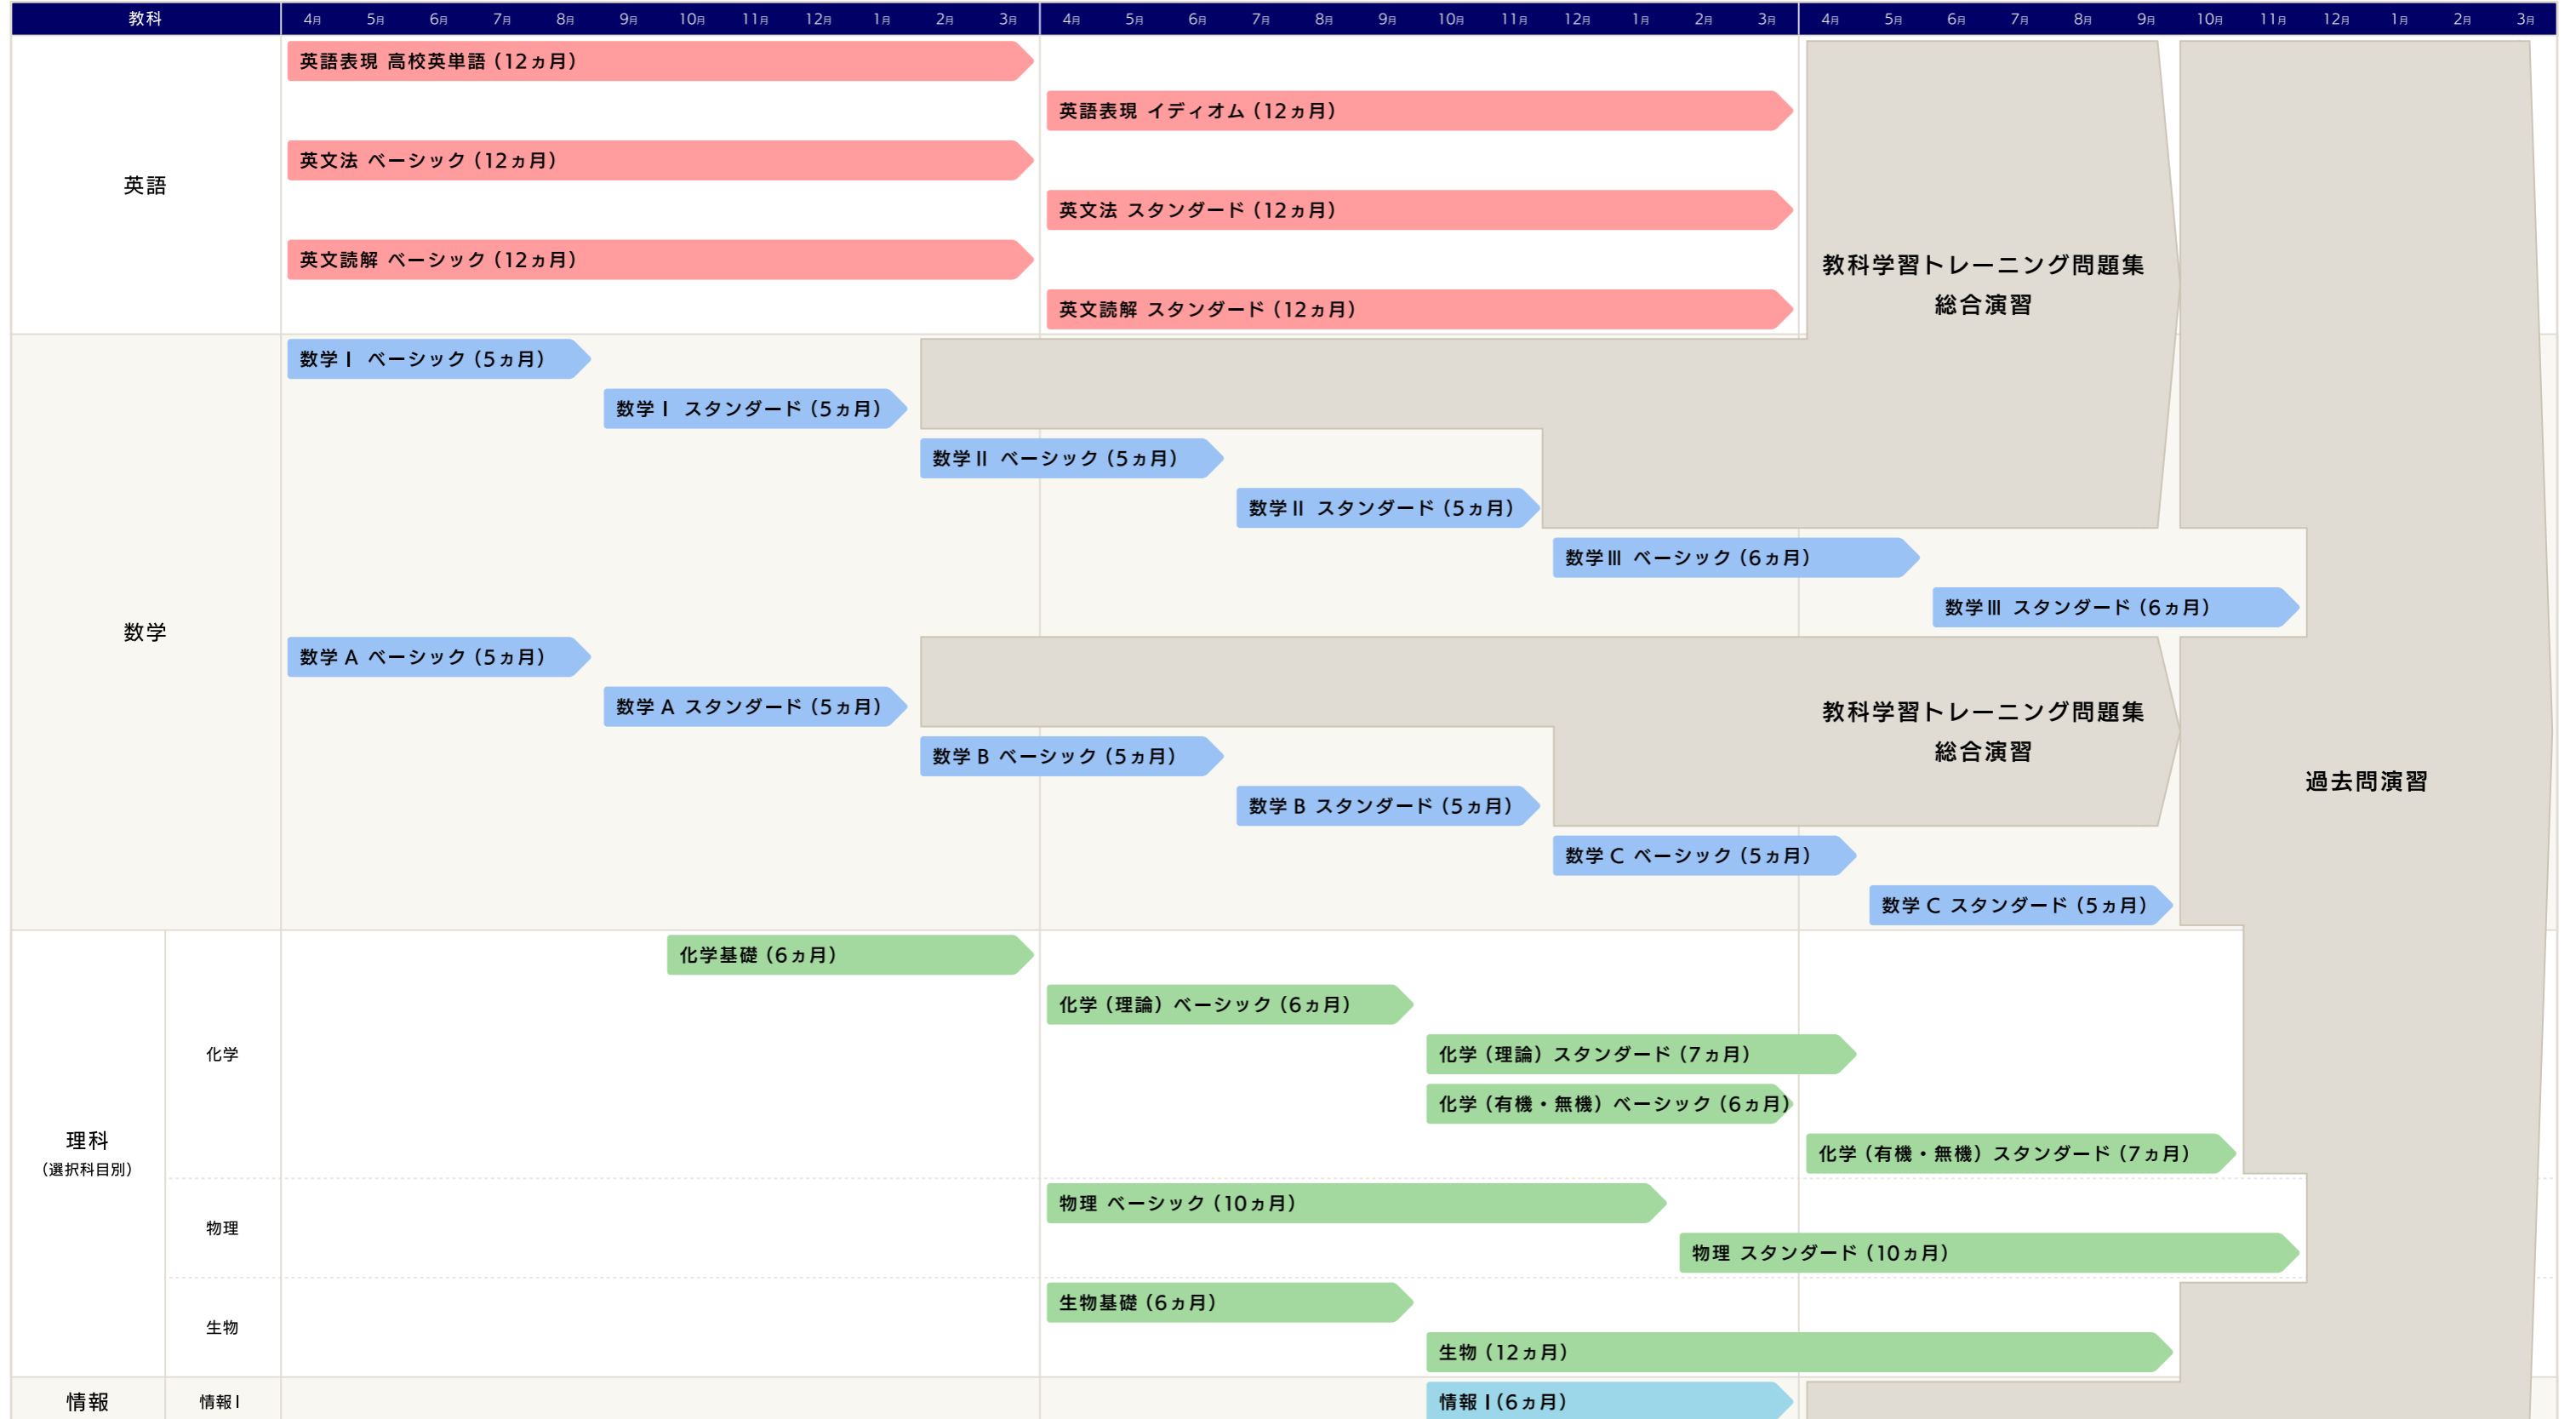 教科 4月 5月 6月 7月 8月 9月 10月 11月 12月 1月 2月 3月 4月 5月 6月 7月 8月 9月 10月 11月 12月 1月 2月 3月 4月 5月 6月 7月 8月 9月 10月 11月 12月 1月 2月 3月
英語
英語表現 高校英単語（12ヵ月）
英語表現 イディオム（12ヵ月）
英文法 ベーシック（12ヵ月）
英文法 スタンダード（12ヵ月）
英文読解 ベーシック（12ヵ月）
英文読解 スタンダード（12ヵ月）
教科学習トレーニング問題集
総合演習
数学
数学Ⅰ ベーシック（5ヵ月）
数学Ⅰ スタンダード（5ヵ月）
数学Ⅱ ベーシック（5ヵ月）
数学Ⅱ スタンダード（5ヵ月）
数学Ⅲ ベーシック（6ヵ月）
数学Ⅲ スタンダード（6ヵ月）
数学A ベーシック（5ヵ月）
数学A スタンダード（5ヵ月）
数学B ベーシック（5ヵ月）
数学B スタンダード（5ヵ月）
数学C ベーシック（5ヵ月）
数学C スタンダード（5ヵ月）
教科学習トレーニング問題集
総合演習
過去問演習
理科
（選択科目別）
化学
化学基礎（6ヵ月）
化学（理論）ベーシック（6ヵ月）
化学（理論）スタンダード（7ヵ月）
化学（有機・無機）ベーシック（6ヵ月）
化学（有機・無機）スタンダード（7ヵ月）
物理
物理 ベーシック（10ヵ月）
物理 スタンダード（10ヵ月）
生物
生物基礎（6ヵ月）
生物（12ヵ月）
情報
情報Ⅰ
情報Ⅰ（6ヵ月）